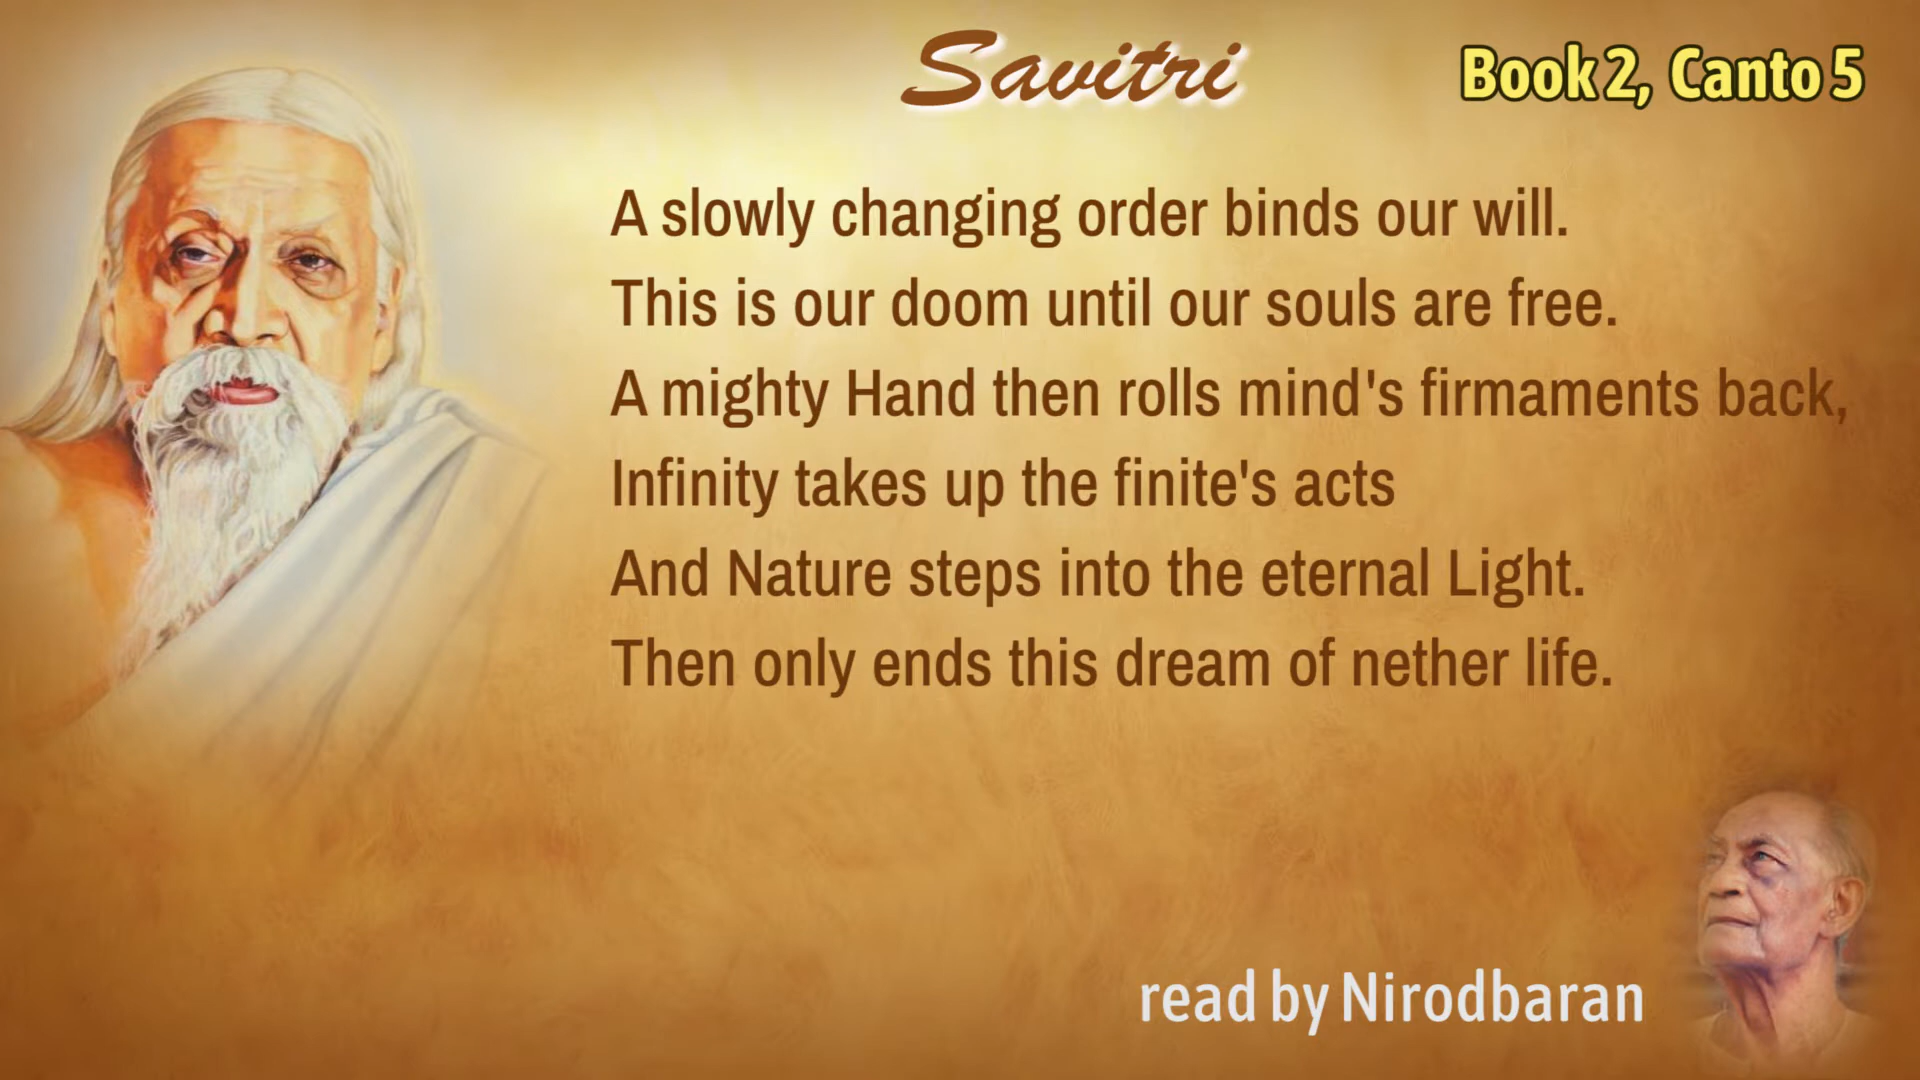 Savitri
Book 2, Canto 5
A slowly changing order binds our will.
This is our doom until our souls are free.
A mighty Hand then rolls mind's firmaments back,
Infinity takes up the finite's acts
And Nature steps into the eternal Light.
Then only ends this dream of nether life.
read by Nirodbaran